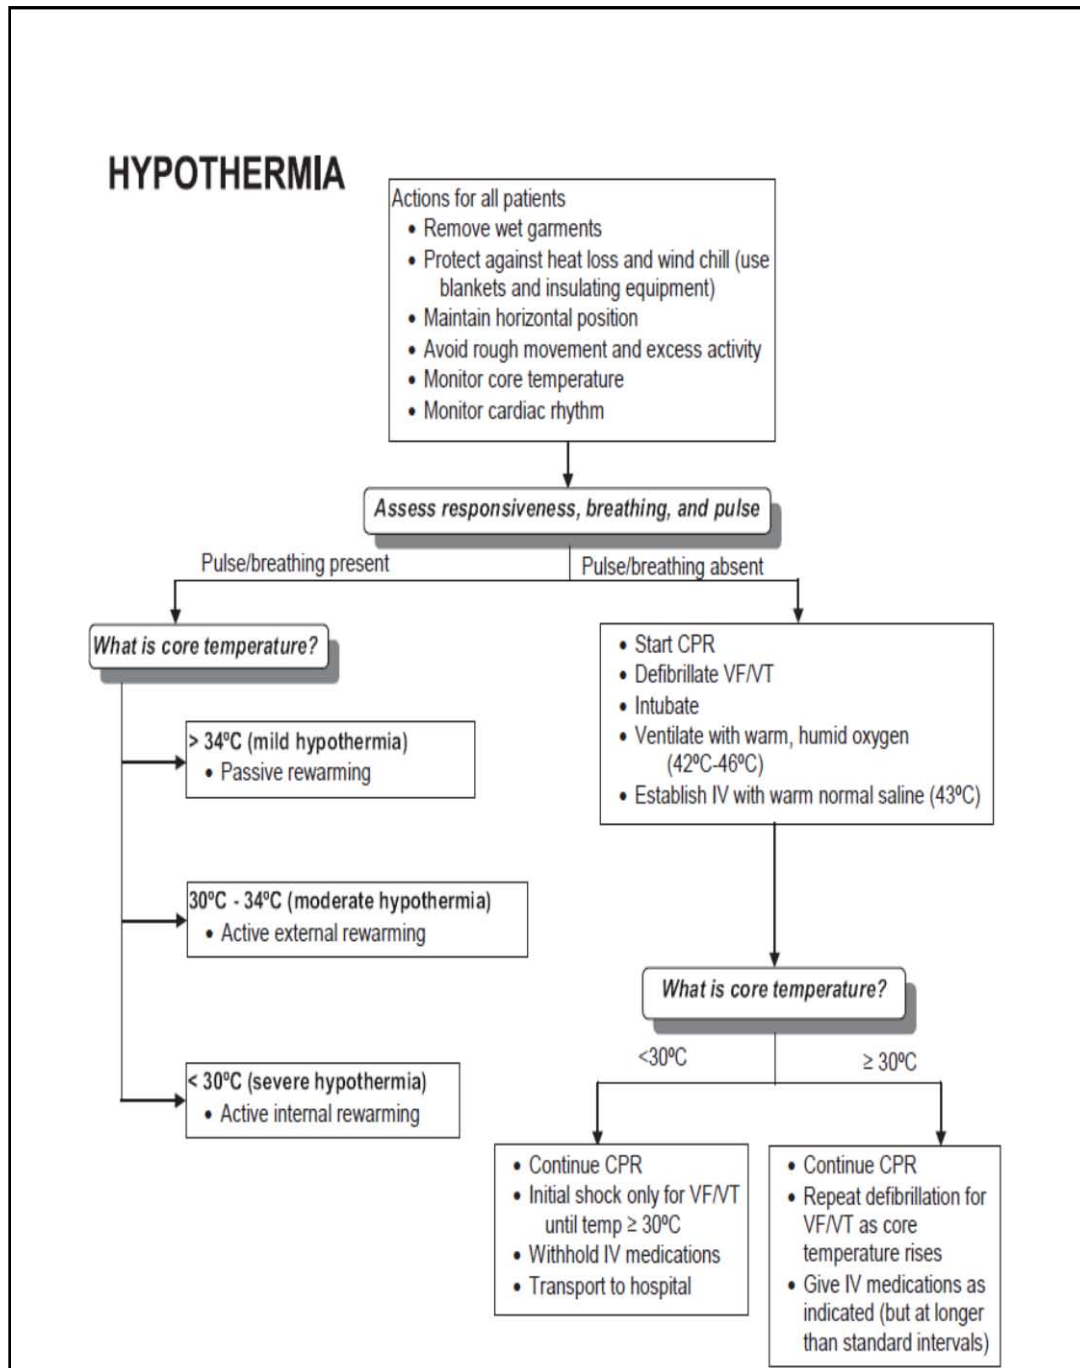 HYPOTHERMIA
Actions for all patients
• Remove wet garments
• Protect against heat loss and wind chill (use
blankets and insulating equipment)
• Maintain horizontal position
• Avoid rough movement and excess activity
• Monitor core temperature
• Monitor cardiac rhythm
Assess responsiveness, breathing, and pulse
Pulse/breathing present
Pulse/breathing absent
What is core temperature?
> 34ºC (mild hypothermia)
• Passive rewarming
30ºC - 34ºC (moderate hypothermia)
• Active external rewarming
< 30ºC (severe hypothermia)
• Active internal rewarming
• Start CPR
• Defibrillate VF/VT
• Intubate
• Ventilate with warm, humid oxygen
(42ºC-46ºC)
• Establish IV with warm normal saline (43ºC)
What is core temperature?
<30ºC
≥ 30ºC
• Continue CPR
• Initial shock only for VF/VT
until temp ≥ 30ºC
• Withhold IV medications
• Transport to hospital
• Continue CPR
• Repeat defibrillation for
VF/VT as core
temperature rises
• Give IV medications as
indicated (but at longer
than standard intervals)